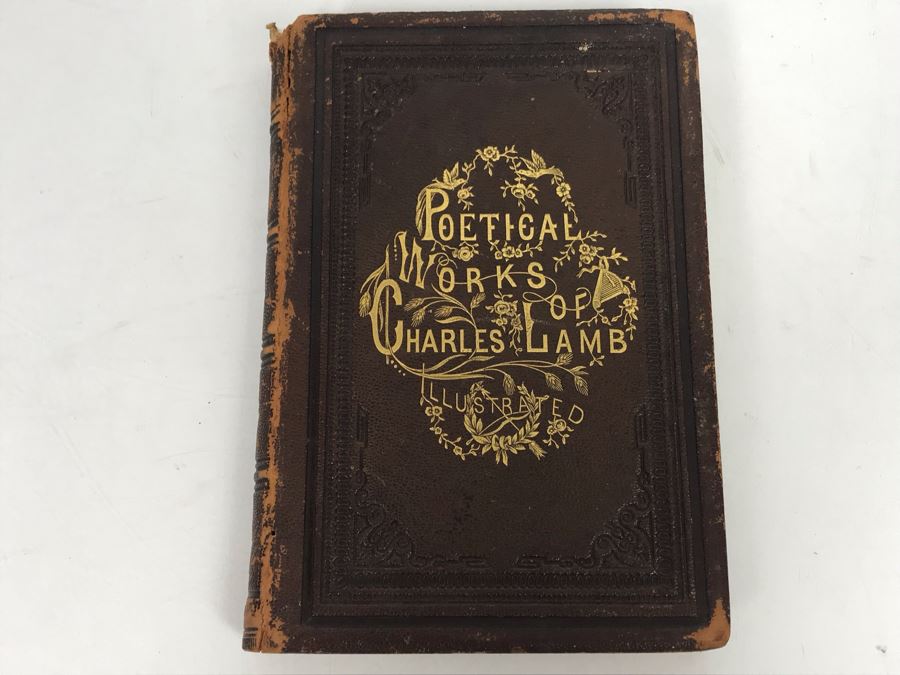 POETICAL
WORKS
OF
CHARLES LAMB
ILLUSTRATED